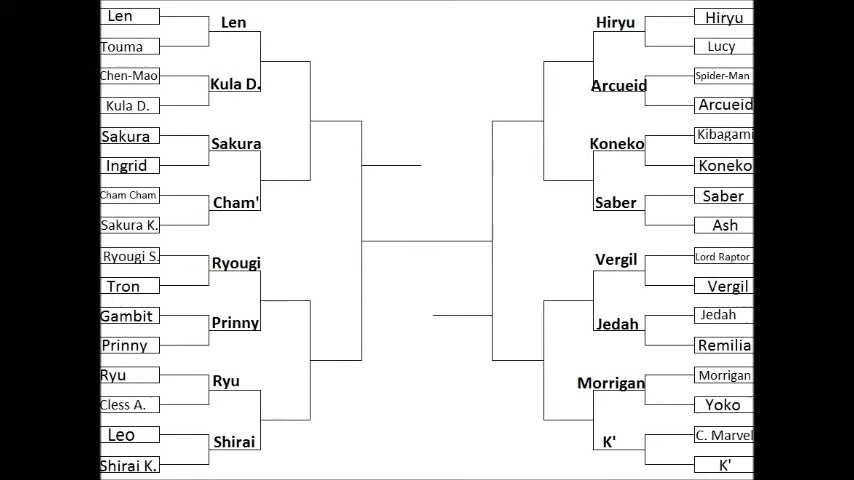 Len
Touma
Chen-Mao
Kula D.
Sakura
Ingrid
Cham Cham
Sakura K.
Ryougi S.
Tron
Gambit
Prinny
Ryu
Cless A.
Leo
Shirai K.
Len
Kula D.
Sakura
Cham'
Ryougi
Prinny
Ryu
Shirai
Hiryu
Arcueid
Koneko
Saber
Vergil
Jedah
Morrigan
K'
Hiryu
Lucy
Spider-Man
Arcueid
Kibagami
Koneko
Saber
Ash
Lord Raptor
Vergil
Jedah
Remilia
Morrigan
Yoko
C. Marvel
K'